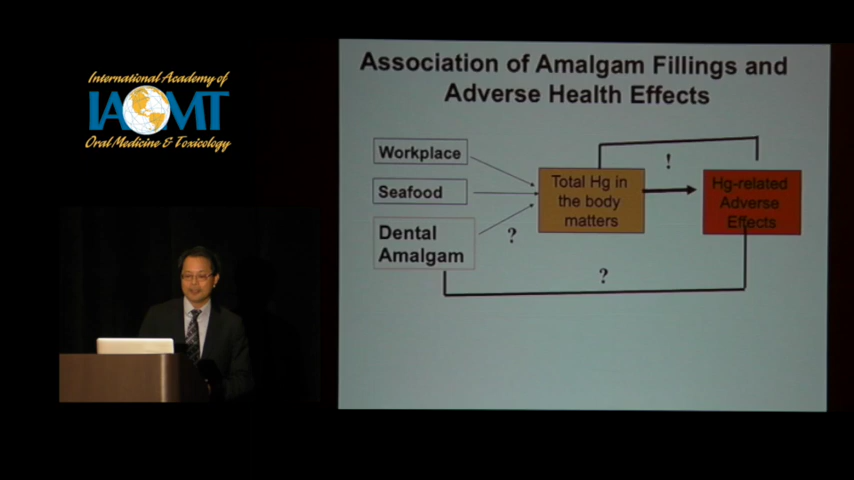 International Academy of
IAOMT
Oral Medicine & Toxicology
Association of Amalgam Fillings and
Adverse Health Effects
Workplace
Seafood
Dental
Amalgam
?
Total Hg in
the body
matters
!
Hg-related
Adverse
Effects
?